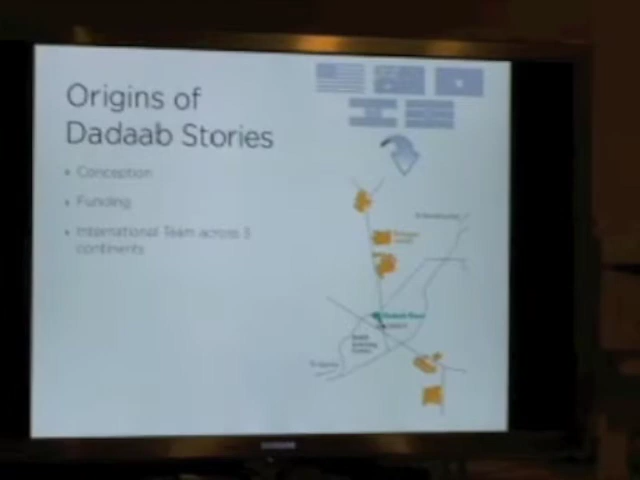 Origins of
Dadaab Stories
Conception
Funding
International Team across 3
continents